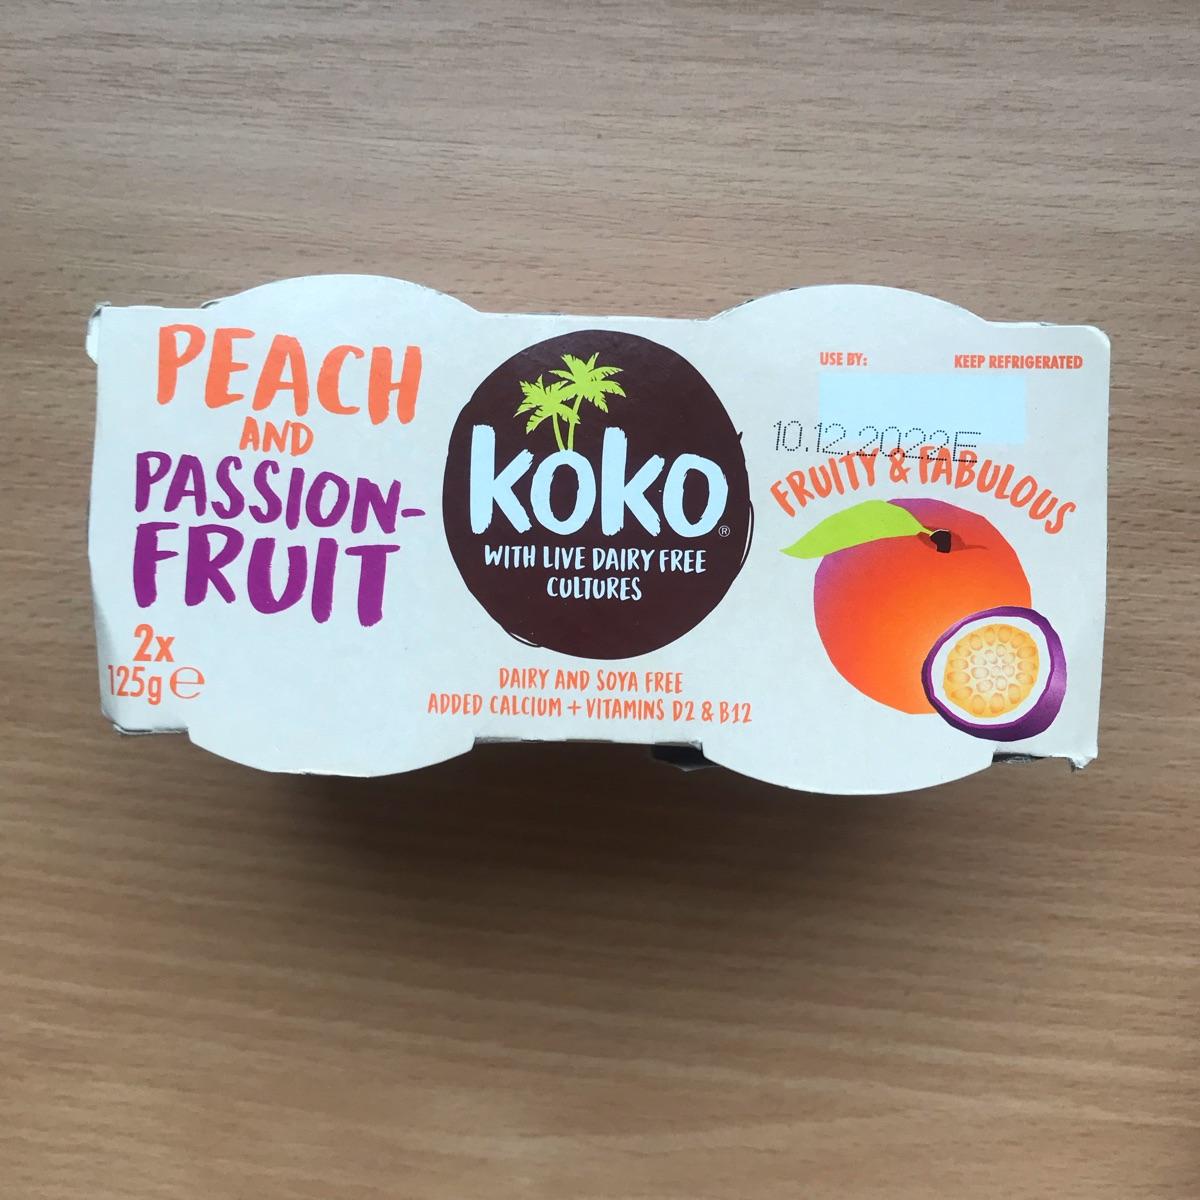 PEACH
AND
PASSION-
FRUIT
2x
125g ℮
koko®
WITH LIVE DAIRY FREE
CULTURES
DAIRY AND SOYA FREE
ADDED CALCIUM + VITAMINS D2 & B12
USE BY: KEEP REFRIGERATED
10.12.2022E
FRUITY & FABULOUS